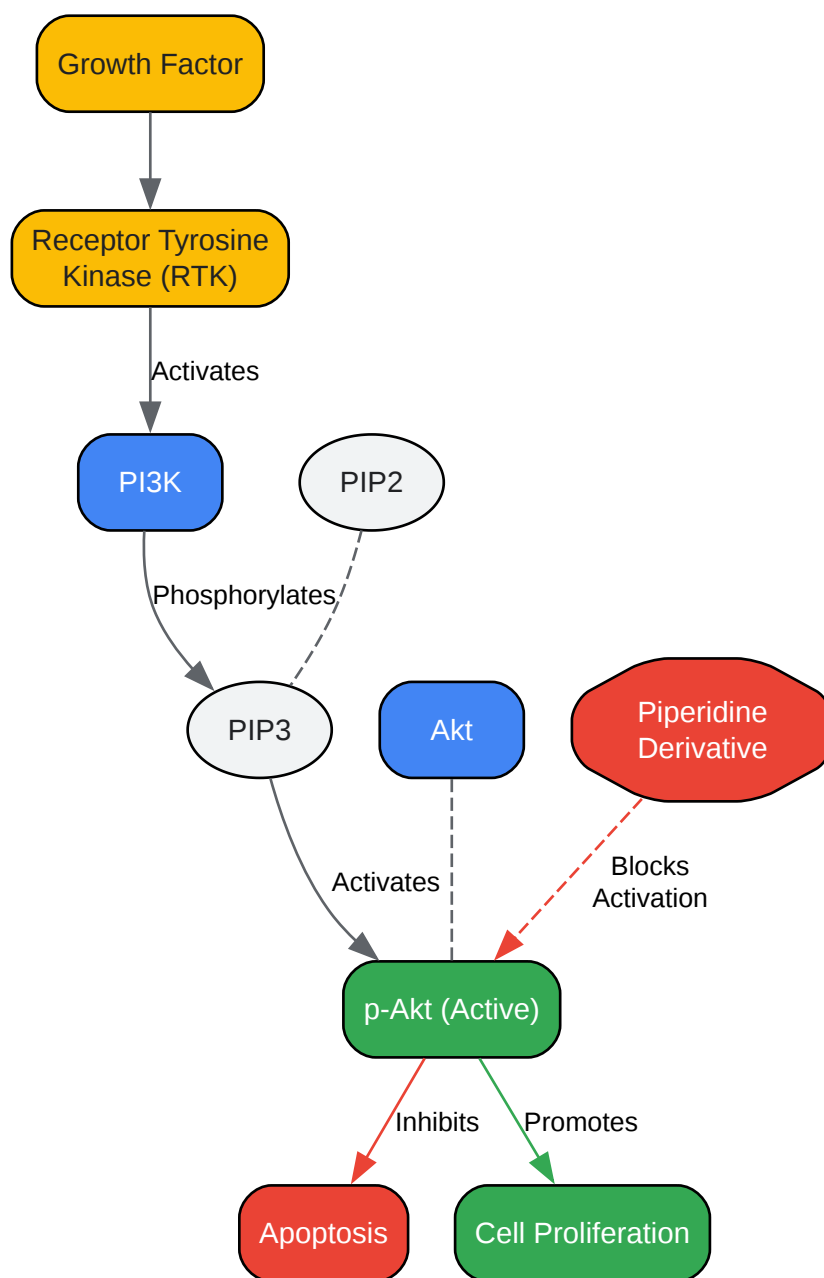 Growth Factor
Receptor Tyrosine
Kinase (RTK)
Activates
PI3K
PIP2
Phosphorylates
PIP3
Akt
Piperidine
Derivative
Activates
Blocks
Activation
p-Akt (Active)
Inhibits
Promotes
Apoptosis
Cell Proliferation